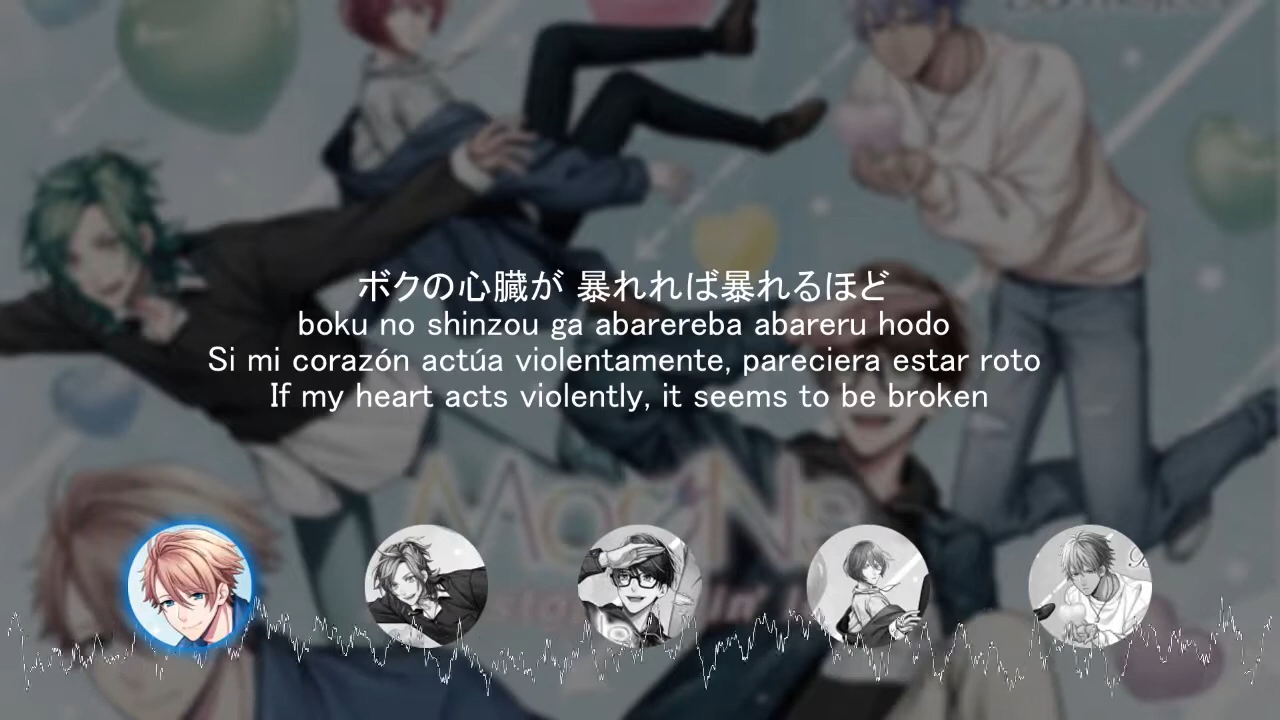 ボクの心臓が 暴れれば暴れるほど
boku no shinzou ga abarereba abareru hodo
Si mi corazón actúa violentamente, pareciera estar roto
If my heart acts violently, it seems to be broken